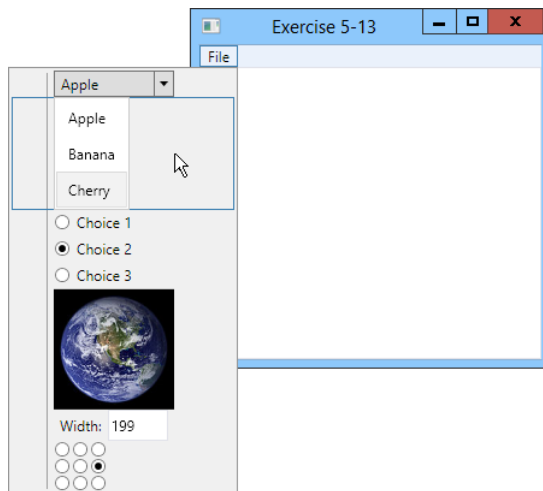 Exercise 5-13
File
Apple
Apple
Banana
Cherry
Choice 1
Choice 2
Choice 3
Width: 199